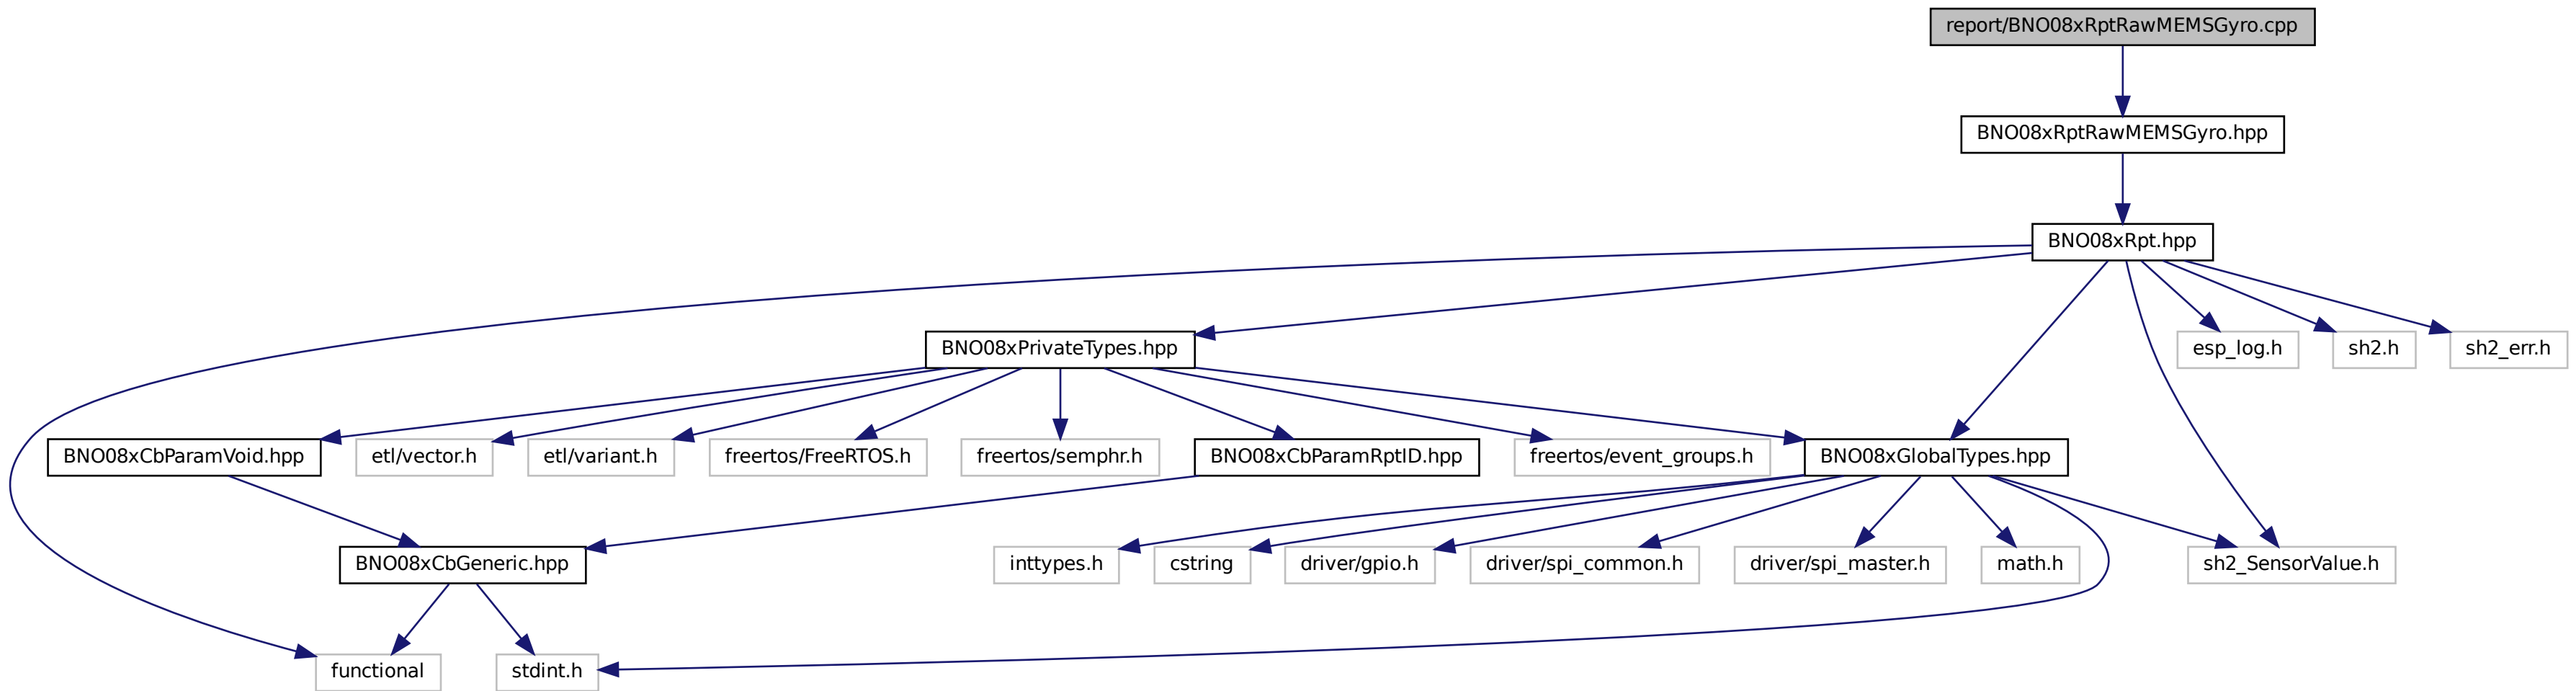 report/BNO08xRptRawMEMSGyro.cpp
BNO08xRptRawMEMSGyro.hpp
BNO08xRpt.hpp
BNO08xPrivateTypes.hpp
esp_log.h
sh2.h
sh2_err.h
BNO08xCbParamVoid.hpp
etl/vector.h
etl/variant.h
freertos/FreeRTOS.h
freertos/semphr.h
BNO08xCbParamRptID.hpp
freertos/event_groups.h
BNO08xGlobalTypes.hpp
BNO08xCbGeneric.hpp
inttypes.h
cstring
driver/gpio.h
driver/spi_common.h
driver/spi_master.h
math.h
sh2_SensorValue.h
functional
stdint.h